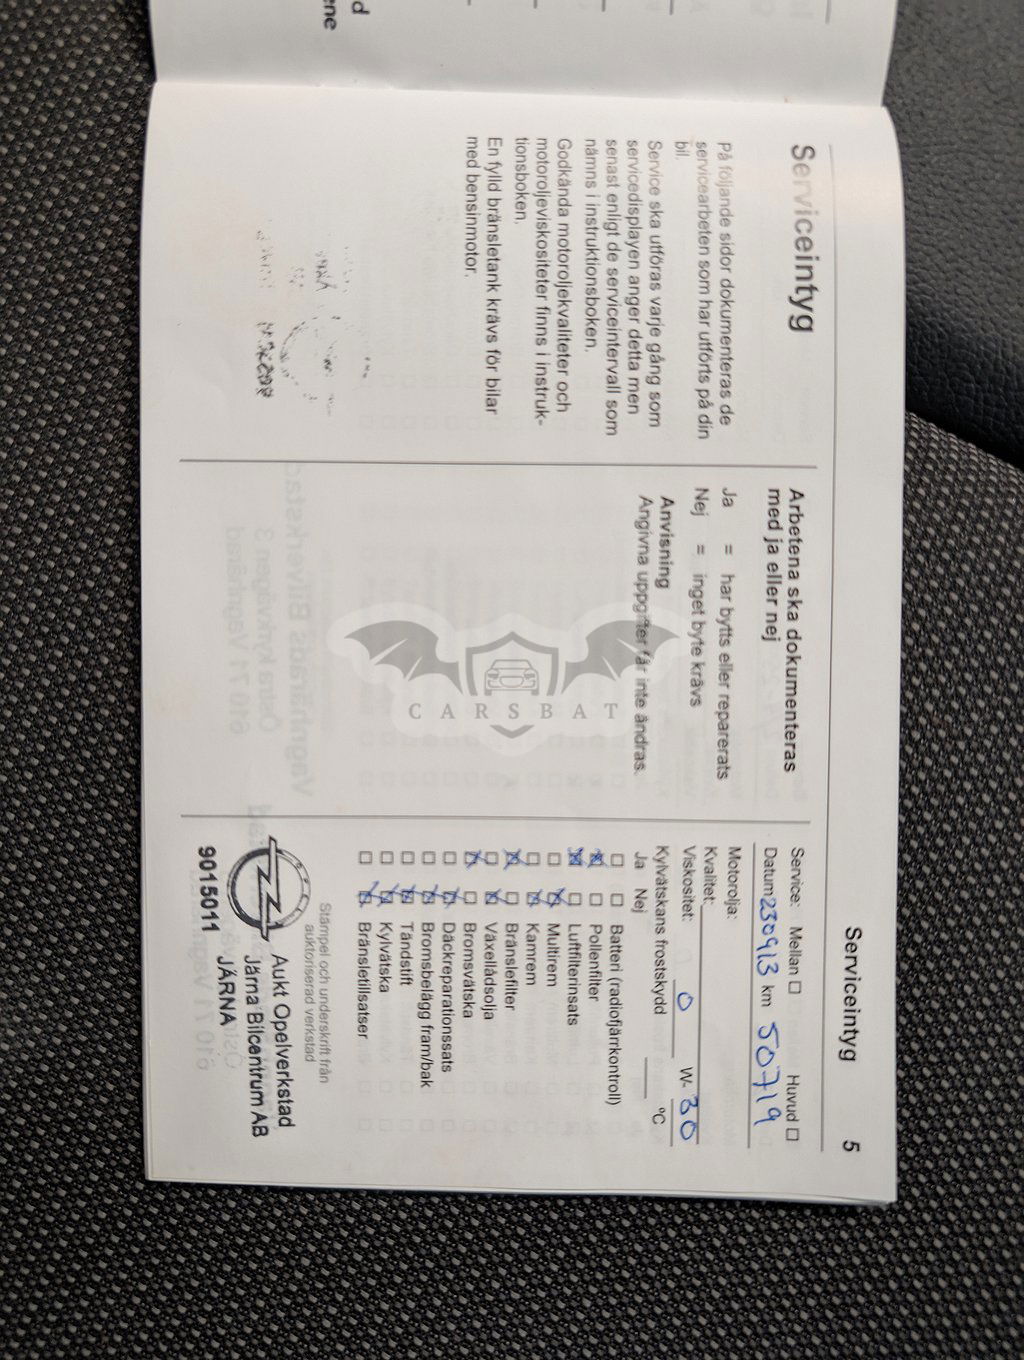 Serviceintyg 5
Serviceintyg
På följande sidor dokumenteras de
servicearbeten som har utförts på din
bil.
Service ska utföras varje gång som
servicedisplayen anger detta men
senast enligt de serviceintervall som
nämns i instruktionsboken.
Godkända motoroljekvaliteter och
motoroljeviskositeter finns i instruk-
tionsboken.
En fylld bränsletank krävs för bilar
med bensinmotor.
Arbetena ska dokumenteras
med ja eller nej
Ja = har bytts eller reparerats
Nej = inget byte krävs
Anvisning
Angivna uppgifter får inte ändras.
Service: Mellan Huvud
Datum 230913 km 50719
Motorolja:
Kvalitet:
Viskositet: 0 W- 30
Kylvätskans frostskydd °C
Ja Nej
Batteri (radiofjärrkontroll)
Pollenfilter
Luftfilterinsats
Multirem
Kamrem
Bränslefilter
Växellådsolja
Bromsvätska
Däckreparationssats
Bromsbelägg fram/bak
Tändstift
Kylvätska
Bränsletillsatser
Stämpel och underskrift från
auktoriserad verkstad
Aukt Opelverkstad
Järna Bilcentrum AB
JÄRNA
9015011
CARSBAT